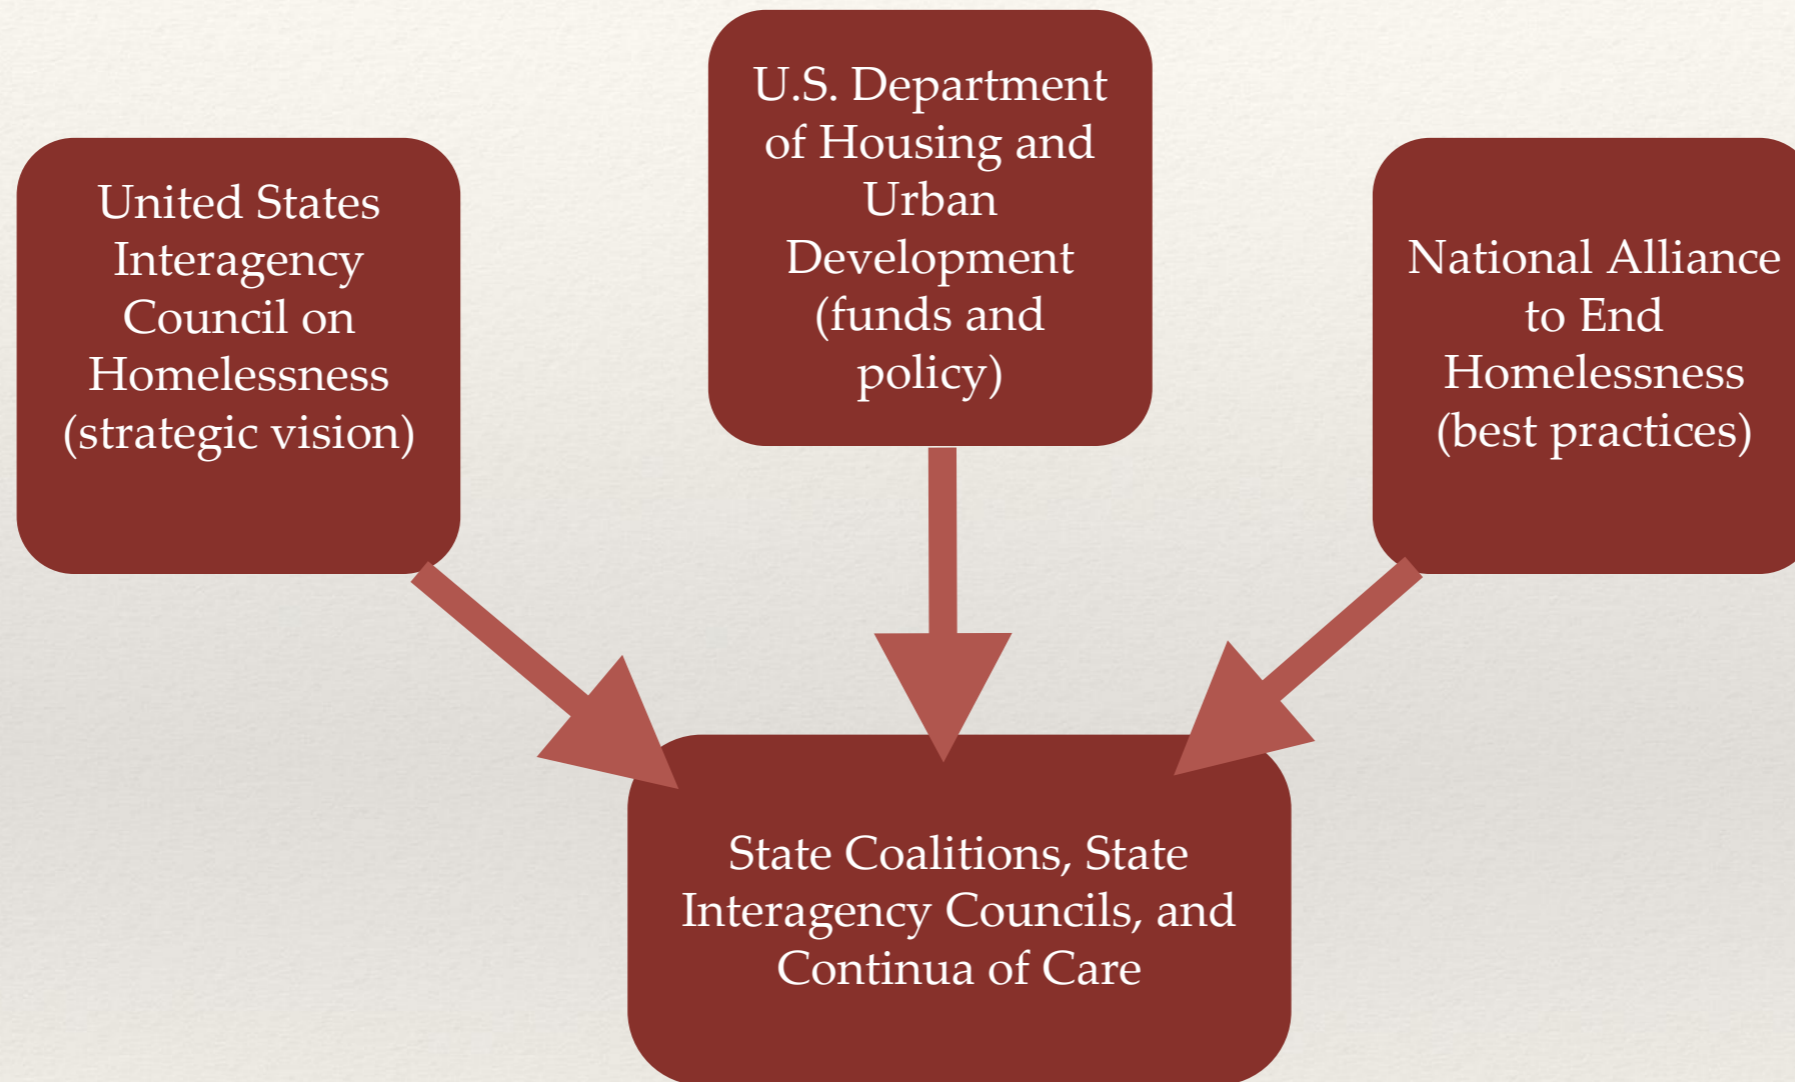 United States
Interagency
Council on
Homelessness
(strategic vision)
U.S. Department
of Housing and
Urban
Development
(funds and
policy)
National Alliance
to End
Homelessness
(best practices)
State Coalitions, State
Interagency Councils, and
Continua of Care